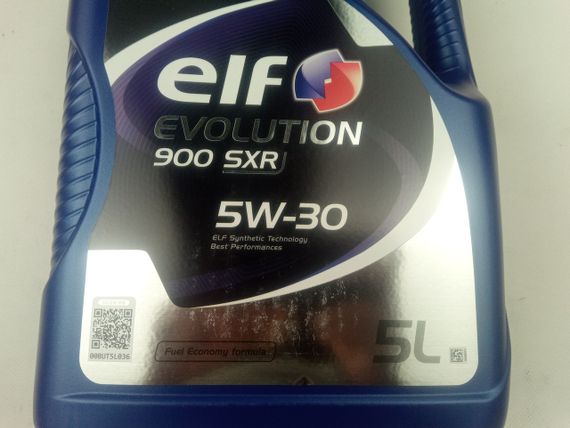 elf
EVOLUTION
900 SXR
5W-30
ELF Synthetic Technology
Best Performances
00BUT5L036
Fuel Economy formula
5L